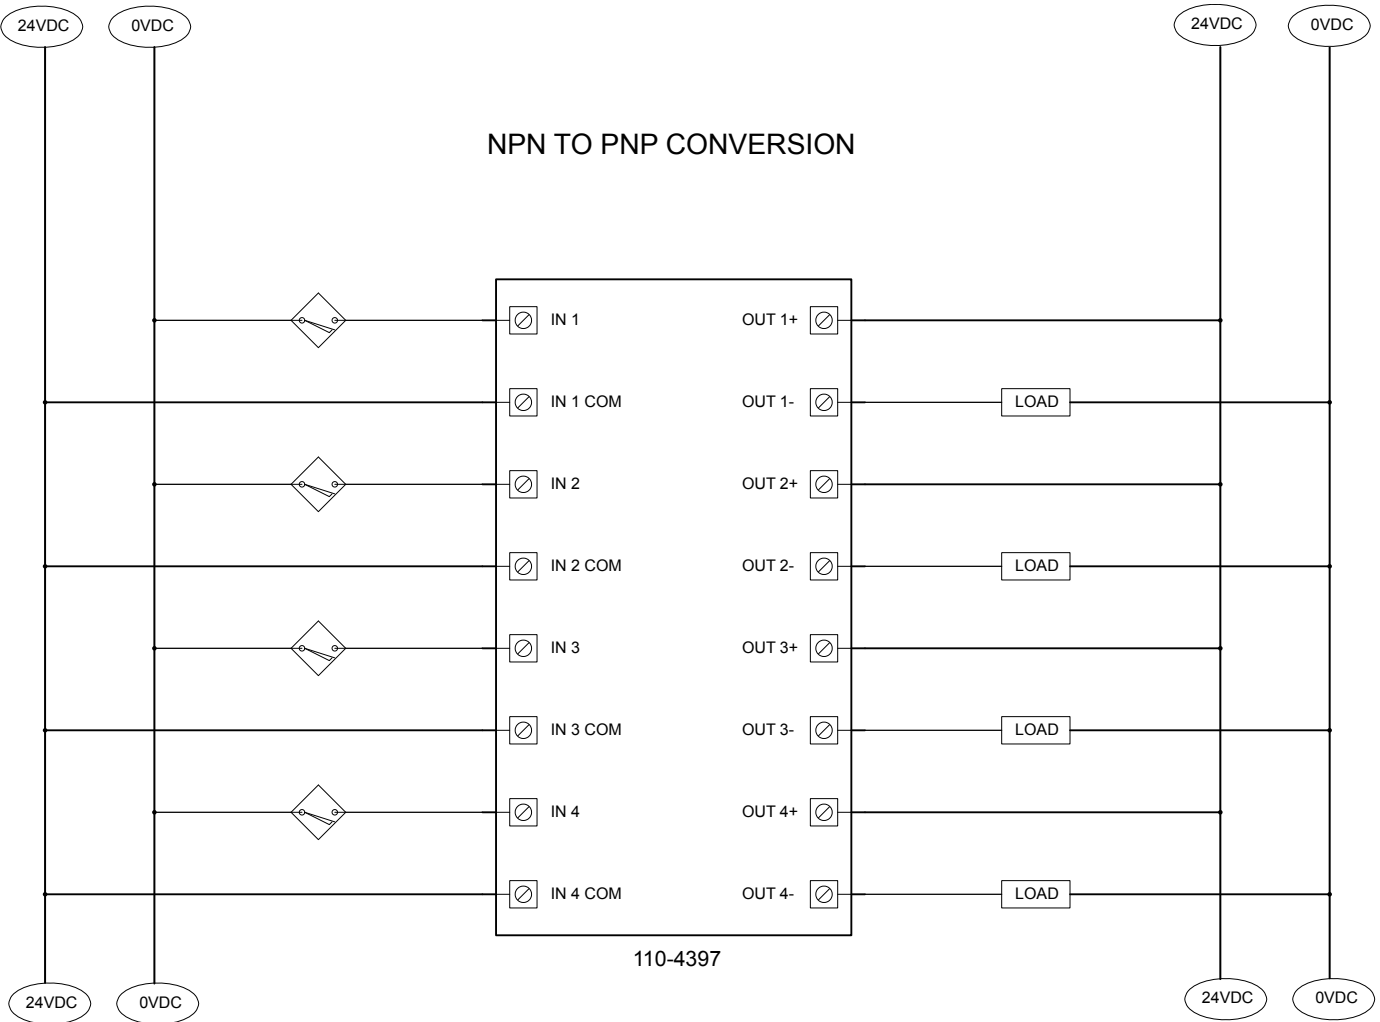 24VDC 0VDC 24VDC 0VDC
NPN TO PNP CONVERSION
IN 1 OUT 1+
IN 1 COM OUT 1- LOAD
IN 2 OUT 2+
IN 2 COM OUT 2- LOAD
IN 3 OUT 3+
IN 3 COM OUT 3- LOAD
IN 4 OUT 4+
IN 4 COM OUT 4- LOAD
110-4397
24VDC 0VDC 24VDC 0VDC